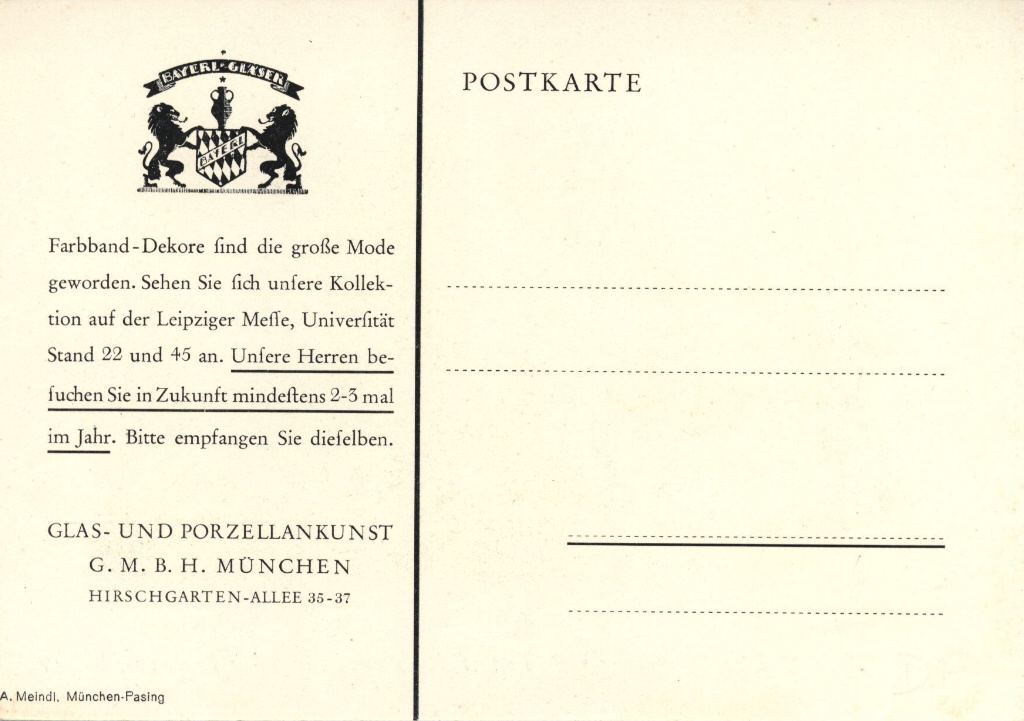 BAYERL-GLÄSER
BAYERL
Farbband-Dekore ſind die große Mode
geworden. Sehen Sie ſich unſere Kollek-
tion auf der Leipziger Meſſe, Univerſität
Stand 22 und 45 an. Unſere Herren be-
ſuchen Sie in Zukunft mindeſtens 2-3 mal
im Jahr. Bitte empfangen Sie dieſelben.
GLAS- UND PORZELLANKUNST
G. M. B. H. MÜNCHEN
HIRSCHGARTEN-ALLEE 35-37
A. Meindl, München-Pasing
POSTKARTE